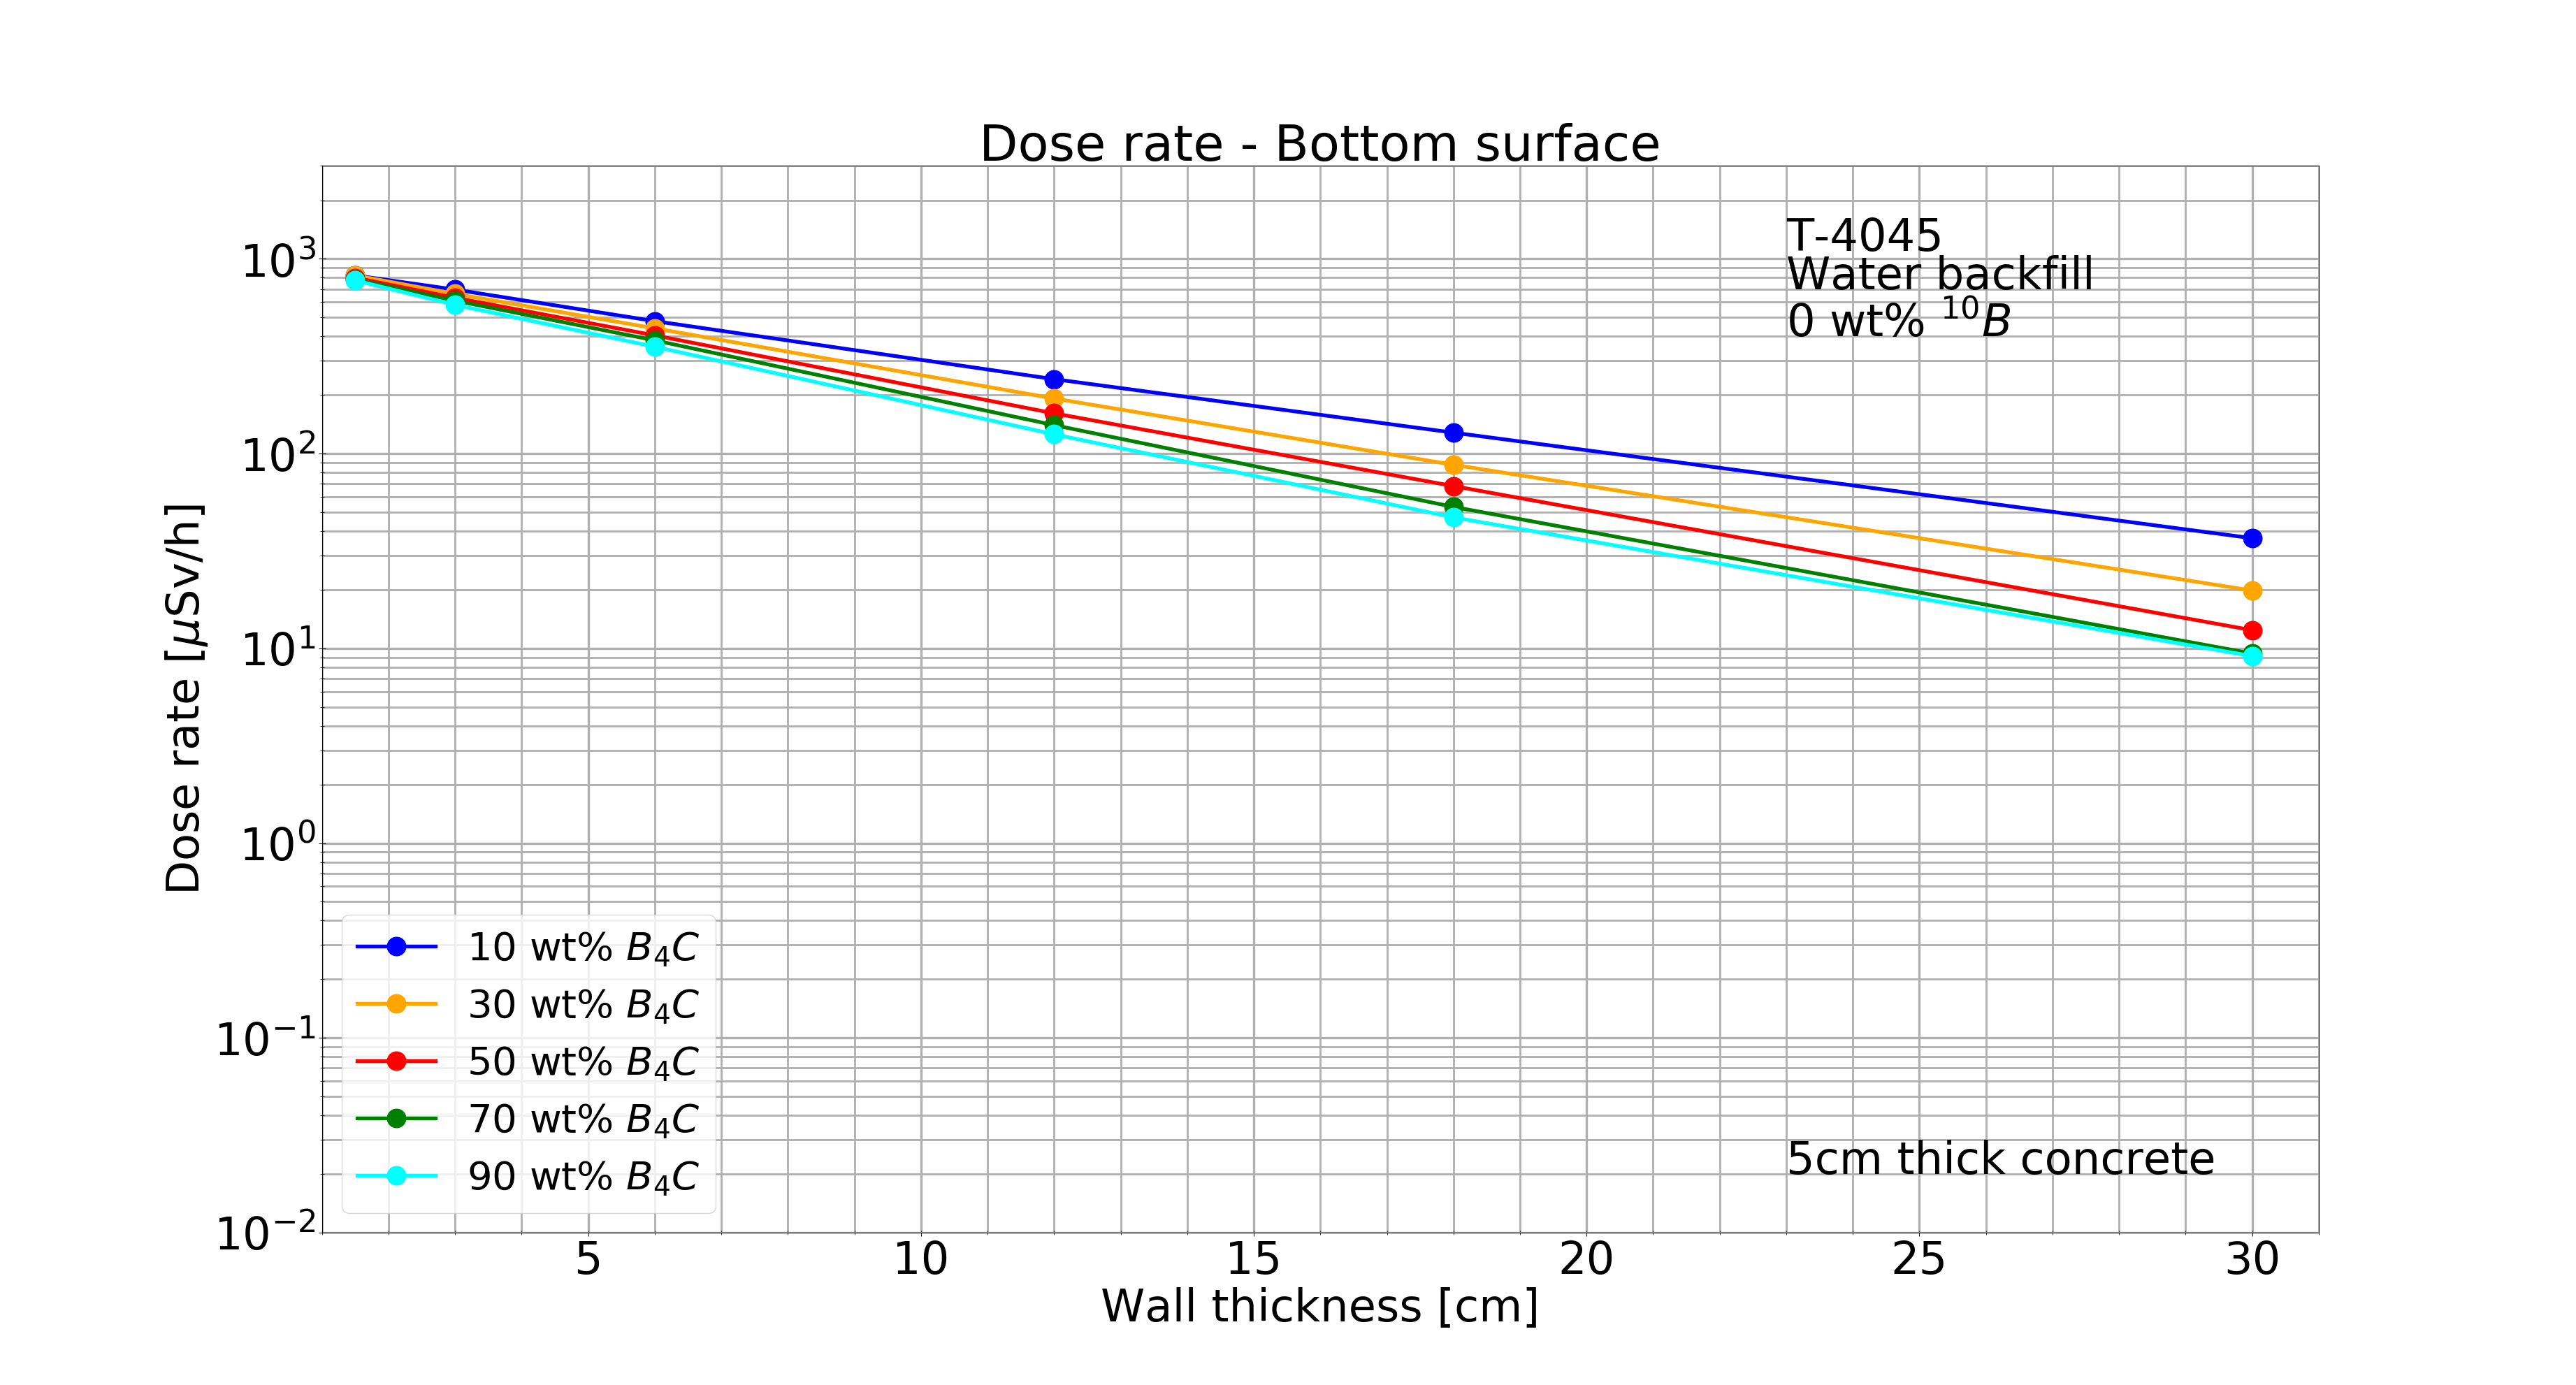 Dose rate - Bottom surface
T-4045
Water backfill
0 wt% ¹⁰B
10³
10²
10¹
10⁰
10⁻¹
10⁻²
Dose rate [μSv/h]
10 wt% B₄C
30 wt% B₄C
50 wt% B₄C
70 wt% B₄C
90 wt% B₄C
5cm thick concrete
5 10 15 20 25 30
Wall thickness [cm]